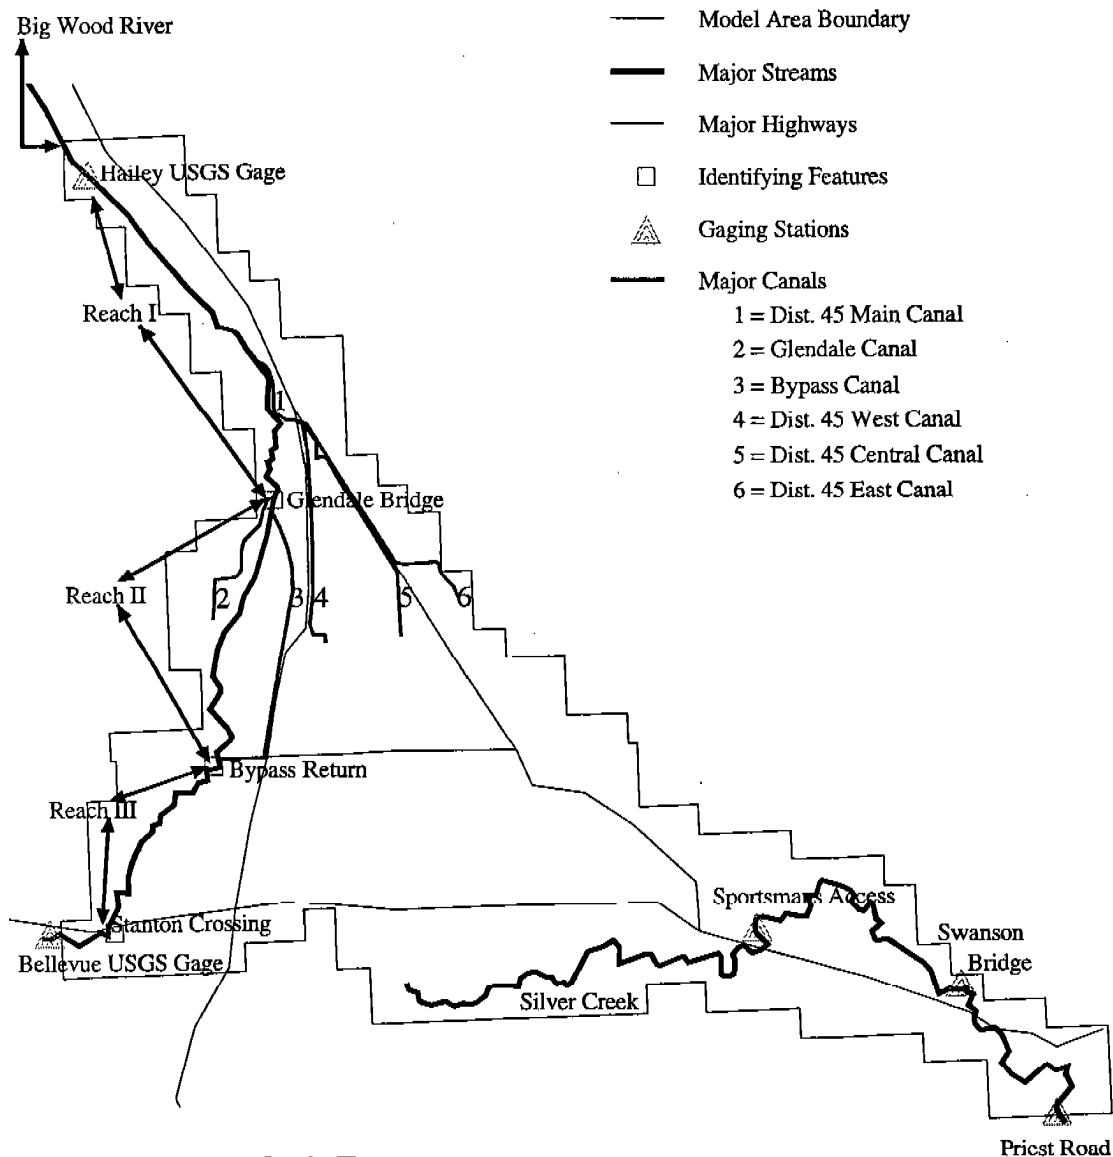 Big Wood River
Model Area Boundary
Major Streams
Major Highways
Hailey USGS Gage
Identifying Features
Gaging Stations
Major Canals
1 = Dist. 45 Main Canal
2 = Glendale Canal
3 = Bypass Canal
4 = Dist. 45 West Canal
5 = Dist. 45 Central Canal
6 = Dist. 45 East Canal
Reach I
1
Glendale Bridge
Reach II
2
3
4
5
6
Bypass Return
Reach III
Sportsmans Access
Stanton Crossing
Swanson
Bridge
Bellevue USGS Gage
Silver Creek
Priest Road